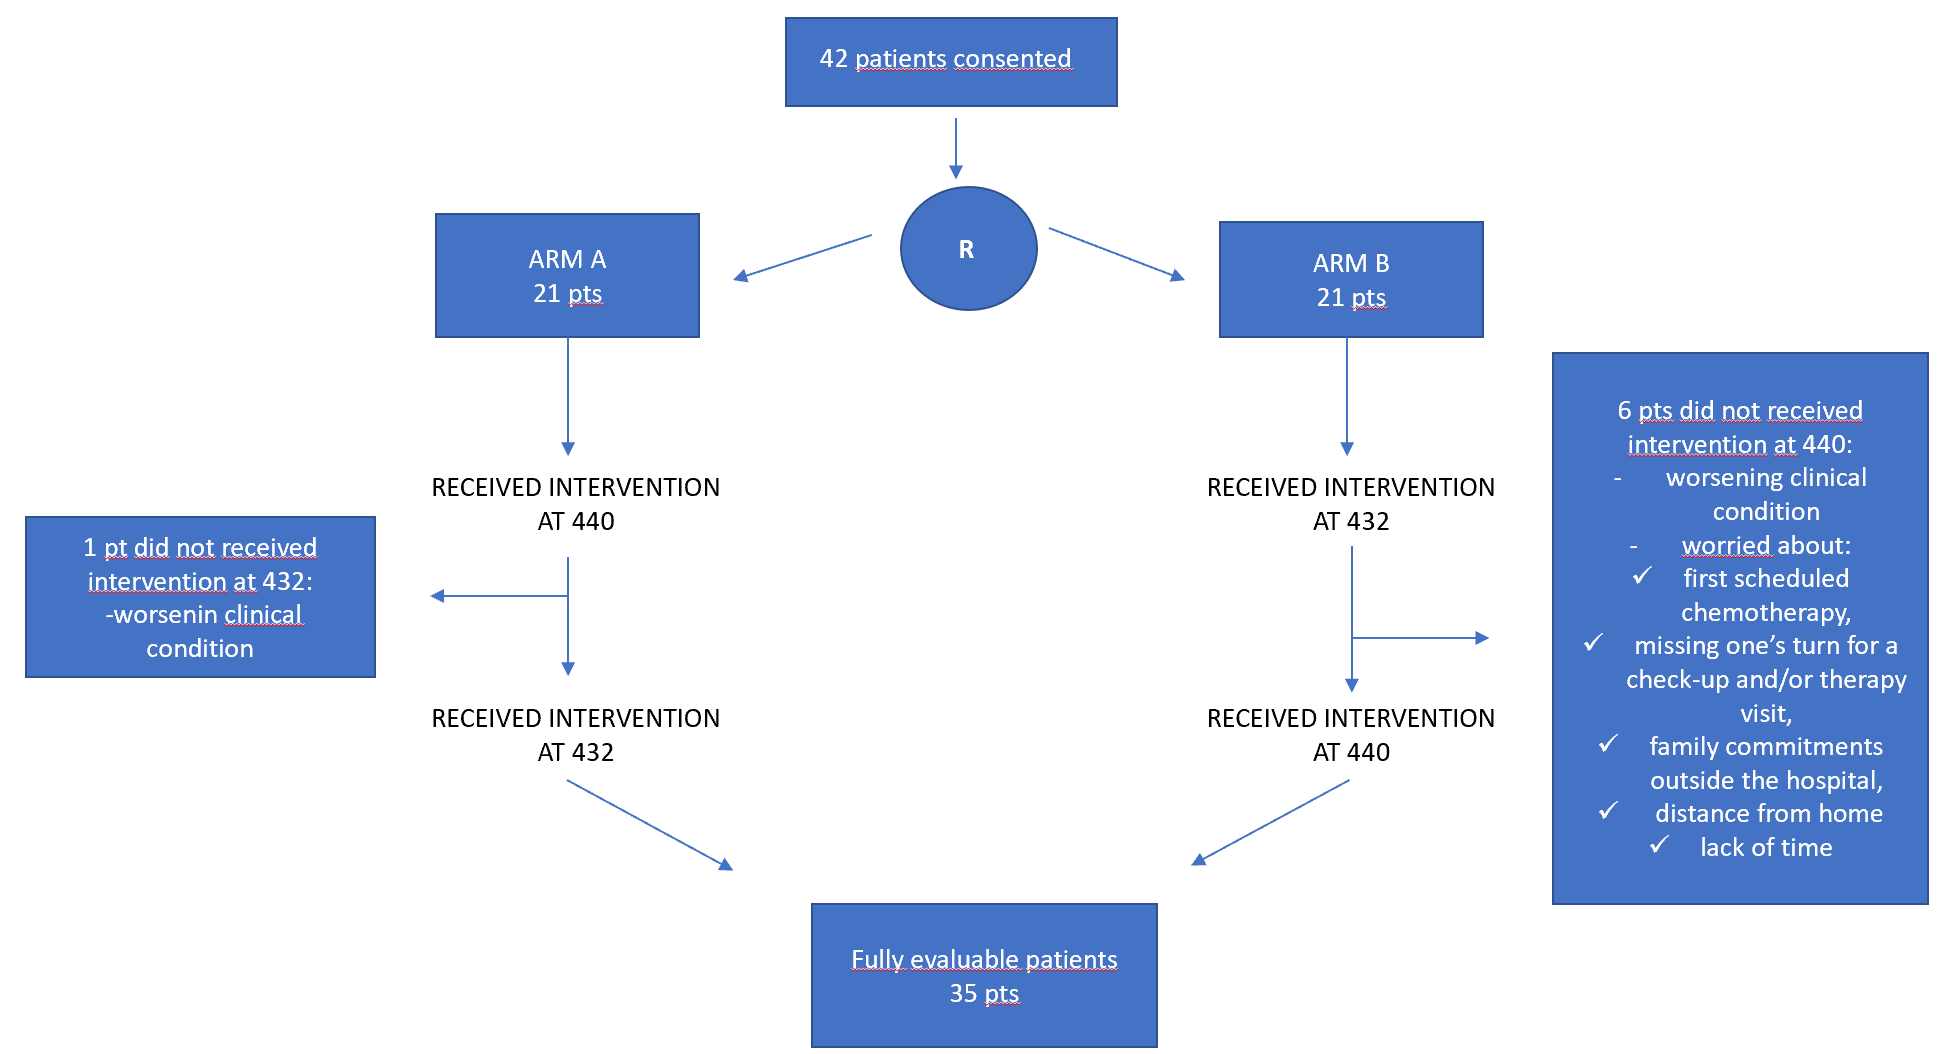 42 patients consented
R
ARM A
21 pts
ARM B
21 pts
RECEIVED INTERVENTION
AT 440
RECEIVED INTERVENTION
AT 432
1 pt did not received
intervention at 432:
-worsenin clinical
condition
6 pts did not received
intervention at 440:
- worsening clinical
condition
- worried about:
✓ first scheduled
chemotherapy,
✓ missing one’s turn for a
check-up and/or therapy
visit,
✓ family commitments
outside the hospital,
✓ distance from home
✓ lack of time
RECEIVED INTERVENTION
AT 432
RECEIVED INTERVENTION
AT 440
Fully evaluable patients
35 pts